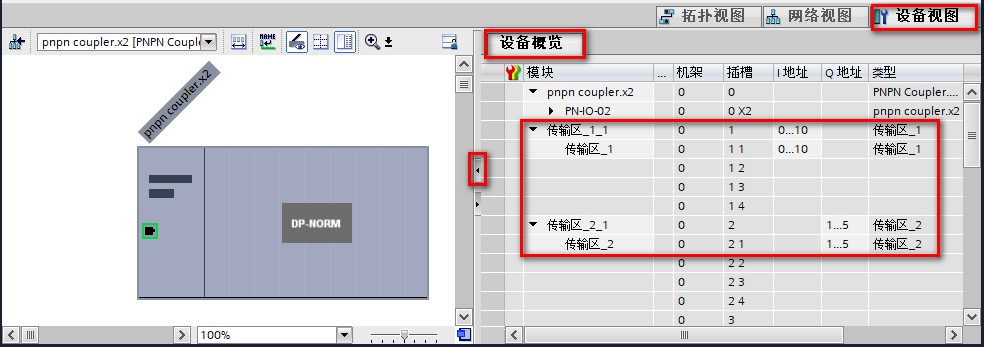 拓扑视图 网络视图 设备视图
pnpn coupler.x2 [PNPN Coupl
设备概览
模块 ... 机架 插槽 I 地址 Q 地址 类型
pnpn coupler.x2 0 0 PNPN Coupler....
PN-IO-02 0 0 X2 pnpn coupler.x2
传输区_1_1 0 1 0...10 传输区_1
传输区_1 0 1 1 0...10 传输区_1
0 1 2
0 1 3
0 1 4
传输区_2_1 0 2 1...5 传输区_2
传输区_2 0 2 1 1...5 传输区_2
0 2 2
0 2 3
0 2 4
0 3
pnpn coupler.x2
DP-NORM
100%